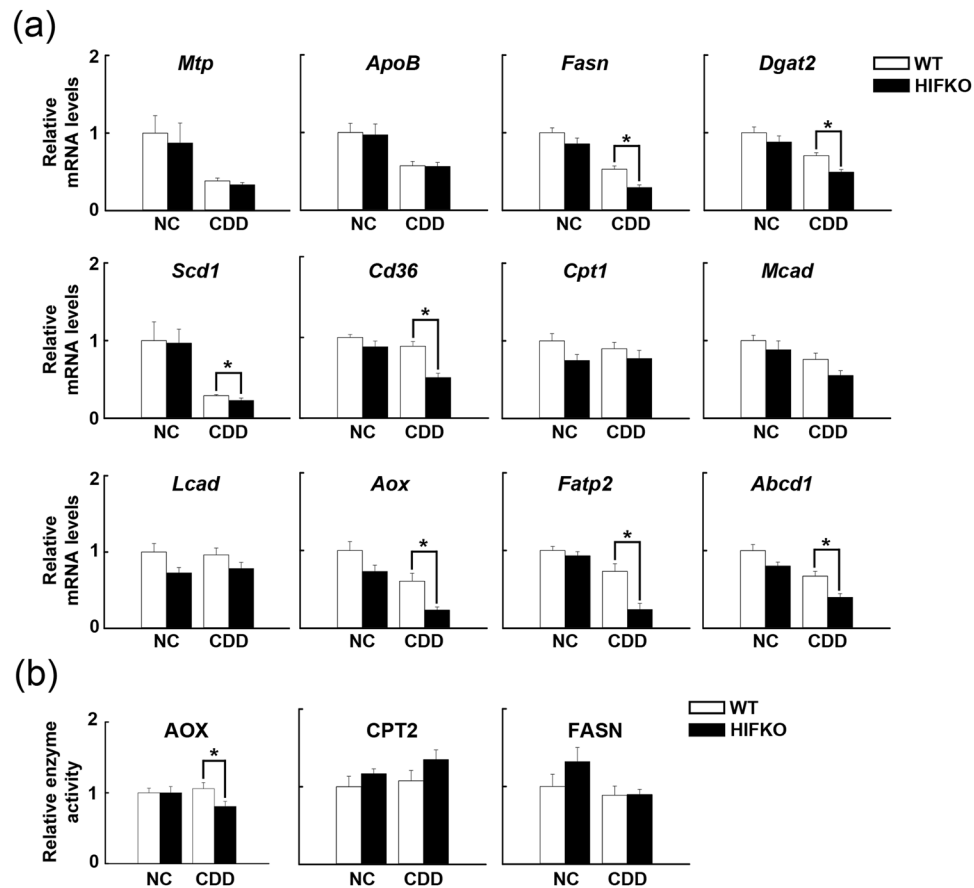 (a)
Mtp ApoB Fasn Dgat2
WT
HIFKO
Relative
mRNA levels
2
1
0
* *
NC CDD NC CDD NC CDD NC CDD
Scd1 Cd36 Cpt1 Mcad
Relative
mRNA levels
2
1
0
* *
NC CDD NC CDD NC CDD NC CDD
Lcad Aox Fatp2 Abcd1
Relative
mRNA levels
2
1
0
* * *
NC CDD NC CDD NC CDD NC CDD
(b)
WT
HIFKO
AOX CPT2 FASN
Relative enzyme
activity
2
1
0
*
NC CDD NC CDD NC CDD